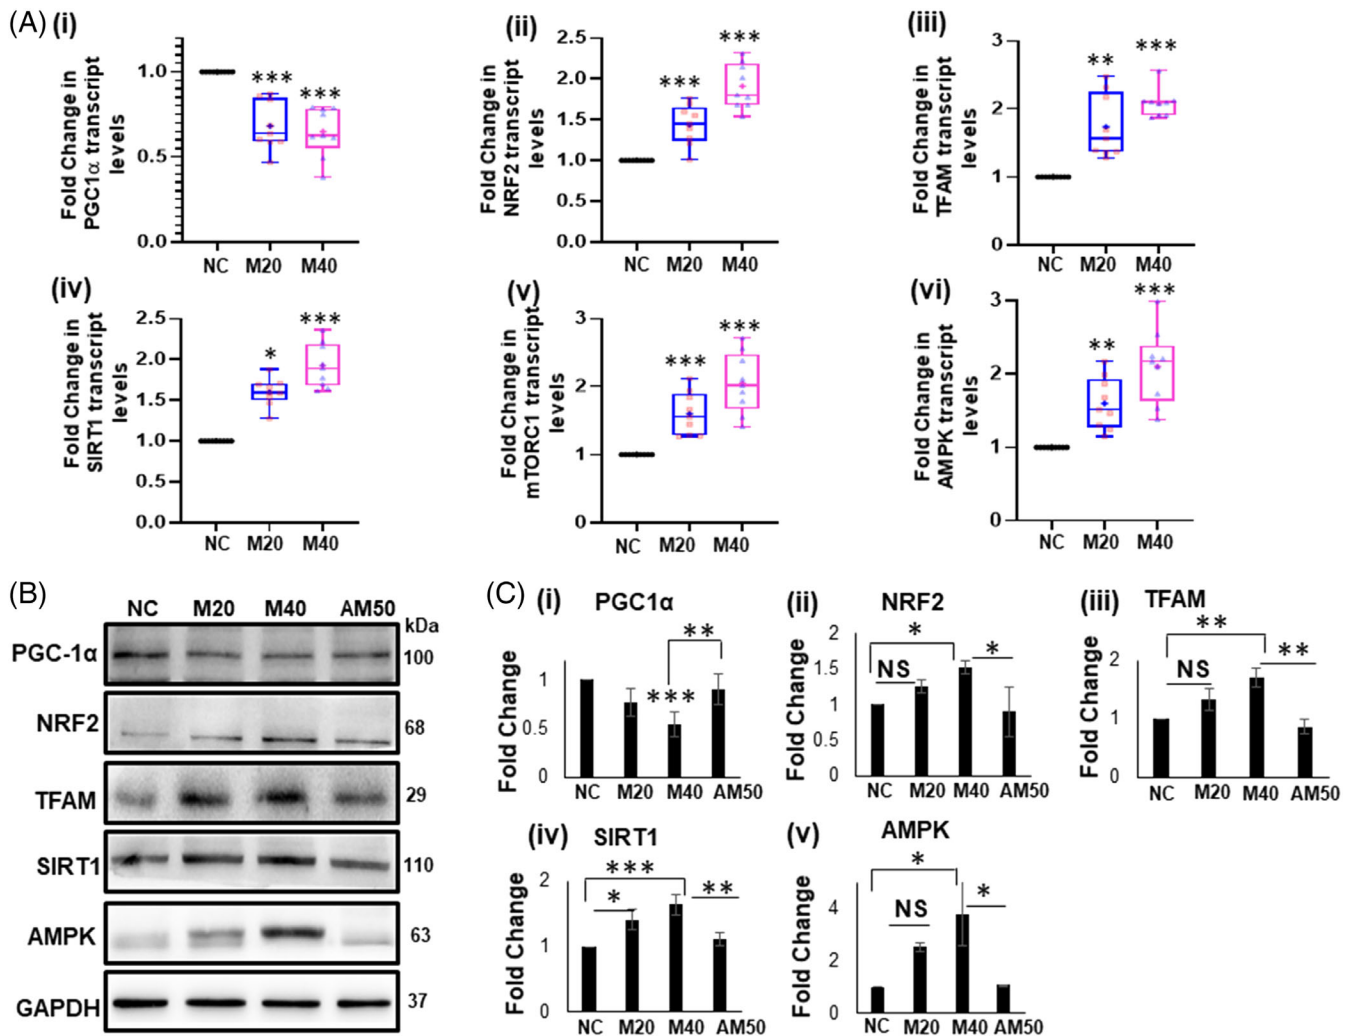 (A) (i)
Fold Change in
PGC1α transcript
levels
1.0
0.5
0.0
***
***
NC M20 M40
(ii)
Fold Change in
NRF2 transcript
levels
2.5
2.0
1.5
1.0
0.5
0.0
***
***
NC M20 M40
(iii)
Fold Change in
TFAM transcript
levels
3
2
1
0
**
***
NC M20 M40
(iv)
Fold Change in
SIRT1 transcript
levels
2.5
2.0
1.5
1.0
0.5
0.0
*
***
NC M20 M40
(v)
Fold Change in
mTORC1 transcript
levels
3
2
1
0
***
***
NC M20 M40
(vi)
Fold Change in
AMPK transcript
levels
3
2
1
0
**
***
NC M20 M40
(B)
NC M20 M40 AM50
kDa
PGC-1α 100
NRF2 68
TFAM 29
SIRT1 110
AMPK 63
GAPDH 37
(C) (i) PGC1α
Fold Change
1
0.5
0
**
***
NC M20 M40 AM50
(ii) NRF2
Fold Change
2
1.5
1
0.5
0
*
NS
*
NC M20 M40 AM50
(iii) TFAM
Fold Change
2
1
0
**
NS
**
NC M20 M40 AM50
(iv) SIRT1
Fold Change
2
1
0
***
*
**
NC M20 M40 AM50
(v) AMPK
Fold Change
4
2
0
*
NS
*
NC M20 M40 AM50